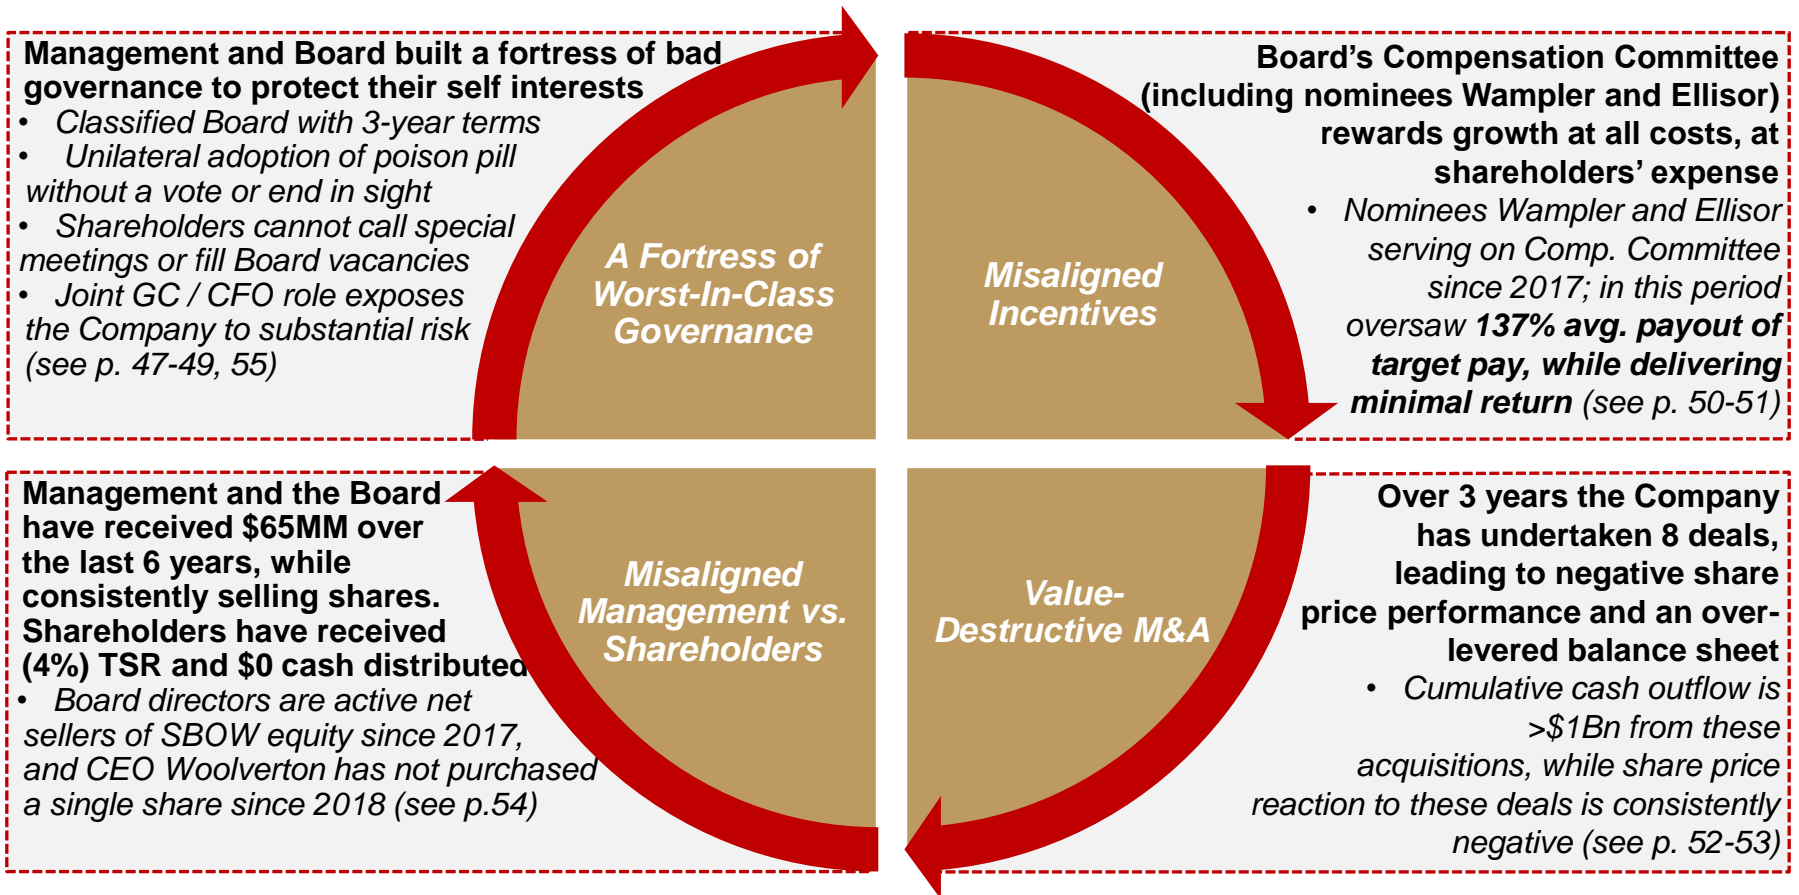 Management and Board built a fortress of bad
governance to protect their self interests
• Classified Board with 3-year terms
• Unilateral adoption of poison pill
without a vote or end in sight
• Shareholders cannot call special
meetings or fill Board vacancies
• Joint GC / CFO role exposes
the Company to substantial risk
(see p. 47-49, 55)
A Fortress of
Worst-In-Class
Governance
Misaligned
Incentives
Board’s Compensation Committee
(including nominees Wampler and Ellisor)
rewards growth at all costs, at
shareholders’ expense
• Nominees Wampler and Ellisor
serving on Comp. Committee
since 2017; in this period
oversaw 137% avg. payout of
target pay, while delivering
minimal return (see p. 50-51)
Management and the Board
have received $65MM over
the last 6 years, while
consistently selling shares.
Shareholders have received
(4%) TSR and $0 cash distributed
• Board directors are active net
sellers of SBOW equity since 2017,
and CEO Woolverton has not purchased
a single share since 2018 (see p.54)
Misaligned
Management vs.
Shareholders
Value-
Destructive M&A
Over 3 years the Company
has undertaken 8 deals,
leading to negative share
price performance and an over-
levered balance sheet
• Cumulative cash outflow is
>$1Bn from these
acquisitions, while share price
reaction to these deals is consistently
negative (see p. 52-53)